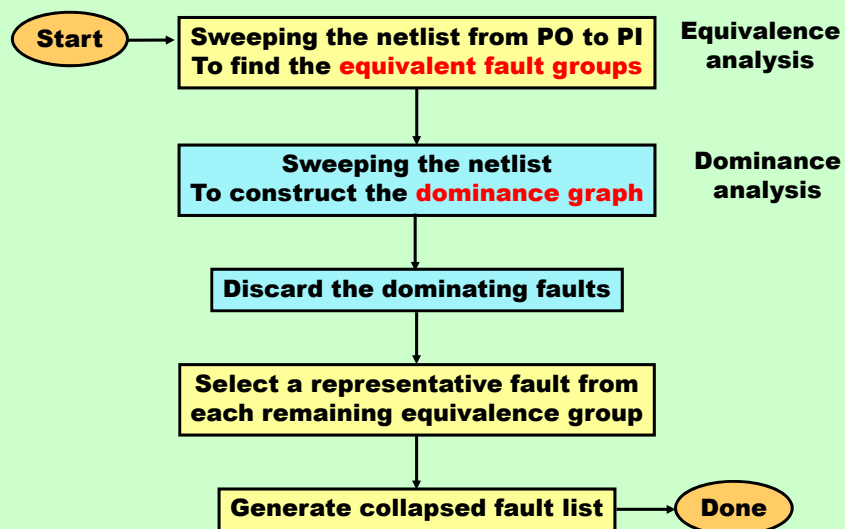 Start
Sweeping the netlist from PO to PI
To find the equivalent fault groups
Equivalence
analysis
Sweeping the netlist
To construct the dominance graph
Dominance
analysis
Discard the dominating faults
Select a representative fault from
each remaining equivalence group
Generate collapsed fault list
Done